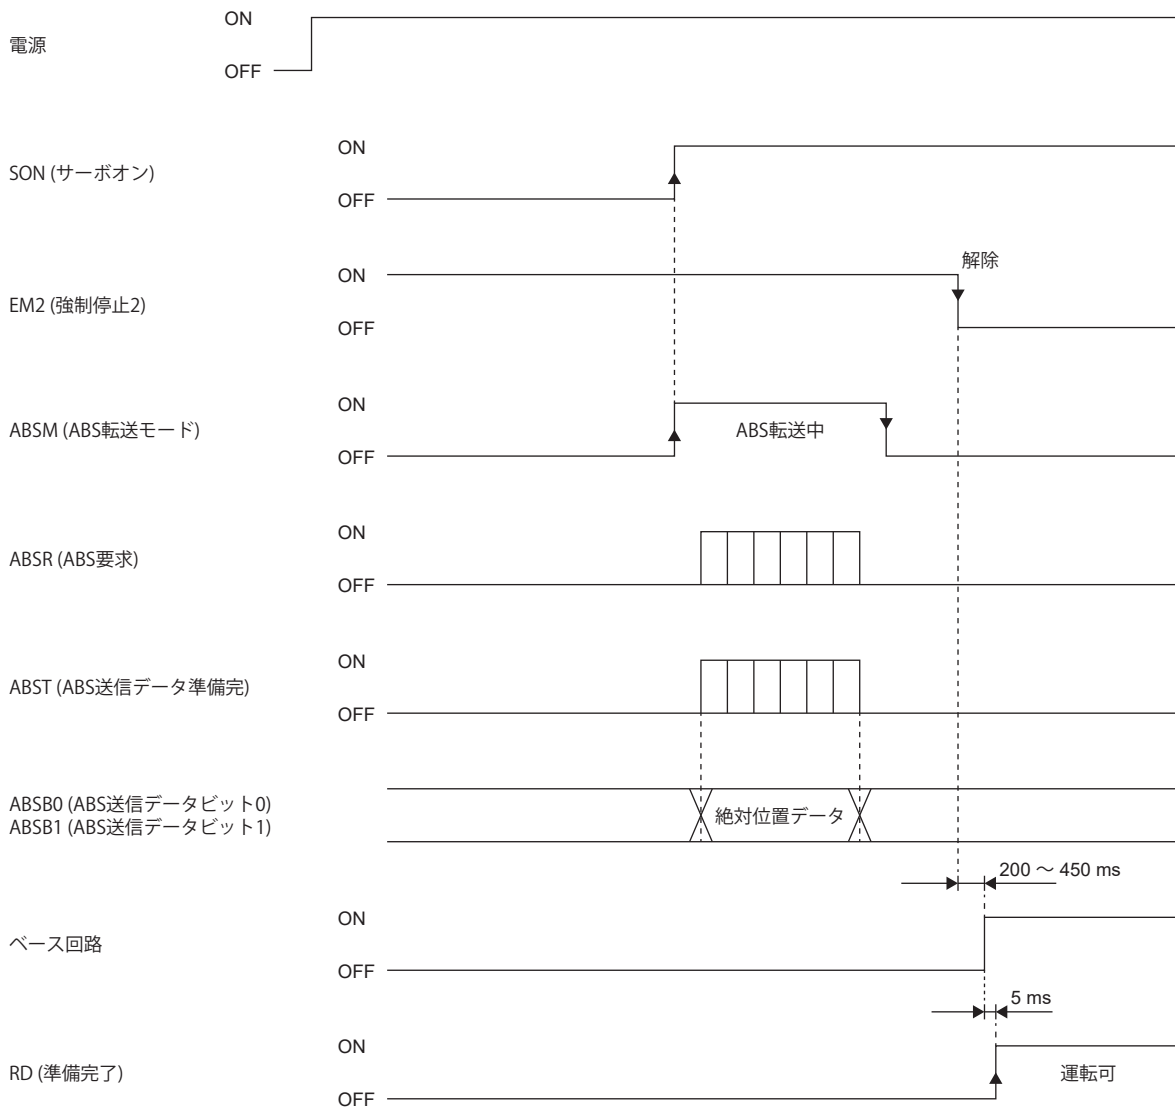 電源
ON
OFF
SON (サーボオン)
ON
OFF
EM2 (強制停止2)
ON
OFF
解除
ABSM (ABS転送モード)
ON
OFF
ABS転送中
ABSR (ABS要求)
ON
OFF
ABST (ABS送信データ準備完)
ON
OFF
ABSB0 (ABS送信データビット0)
ABSB1 (ABS送信データビット1)
絶対位置データ
200 ～ 450 ms
ベース回路
ON
OFF
5 ms
RD (準備完了)
ON
OFF
運転可